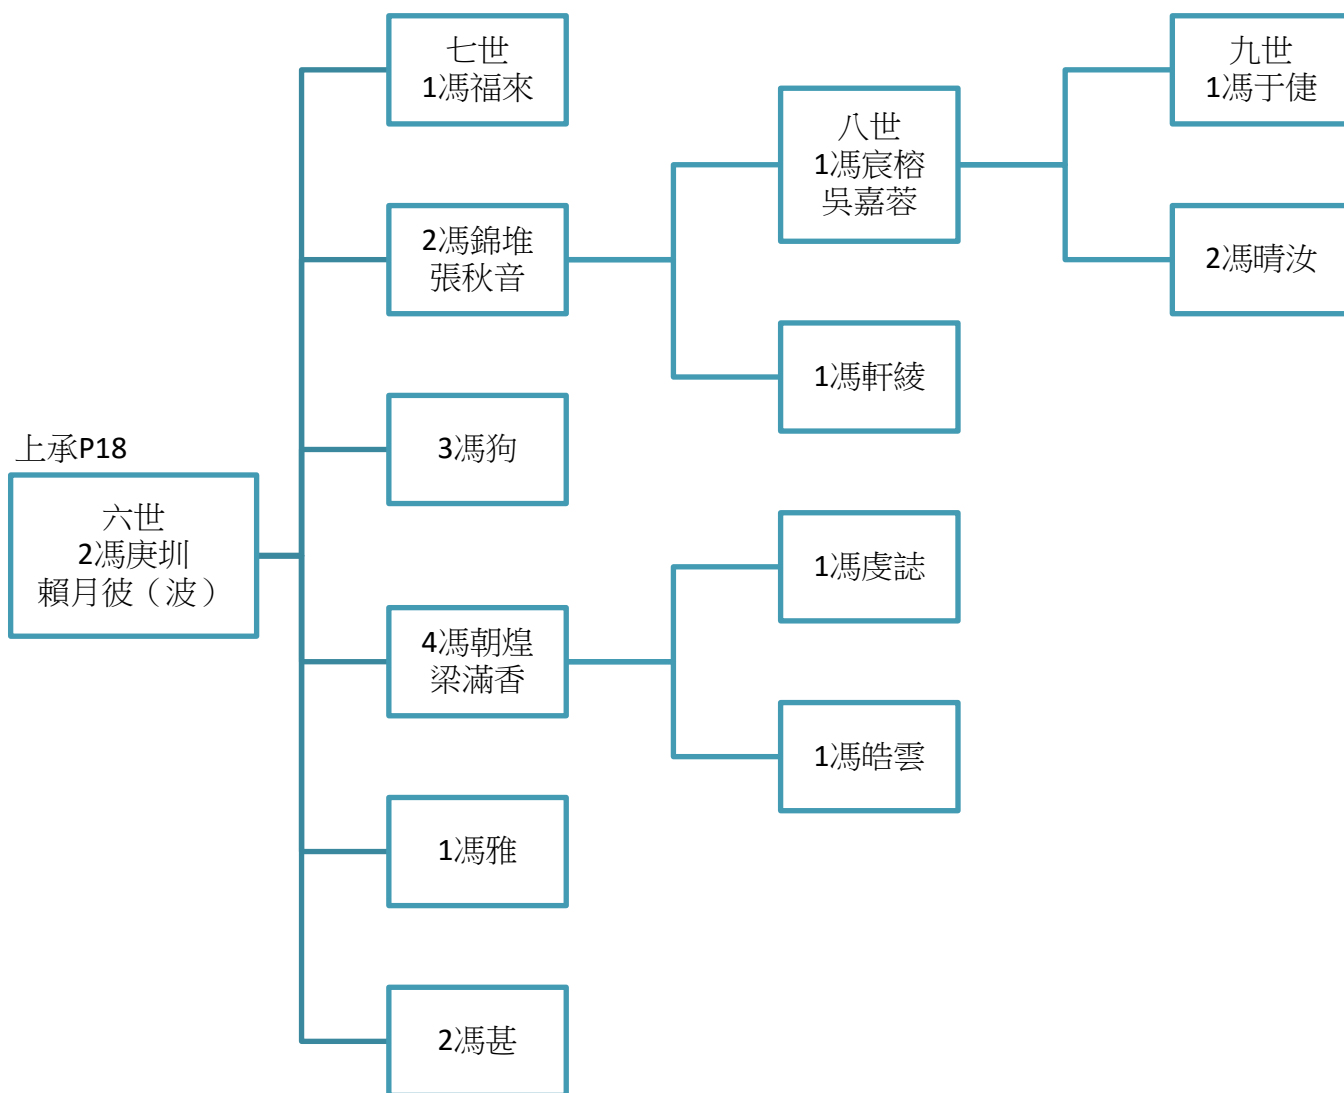 上承P18
六世
2馮庚圳
賴月彼（波）
七世
1馮福來
2馮錦堆
張秋音
3馮狗
4馮朝煌
梁滿香
1馮雅
2馮甚
八世
1馮宸榕
吳嘉蓉
1馮軒綾
1馮虔誌
1馮皓雲
九世
1馮于倢
2馮晴汝